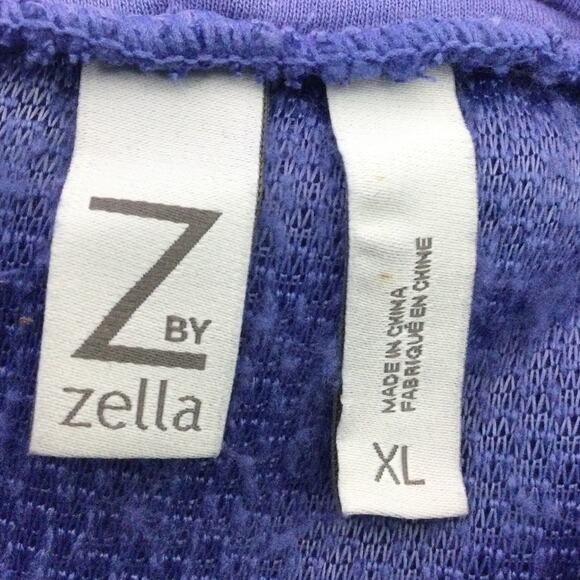 Z BY
zella
MADE IN CHINA
FABRIQUÉ EN CHINE
XL